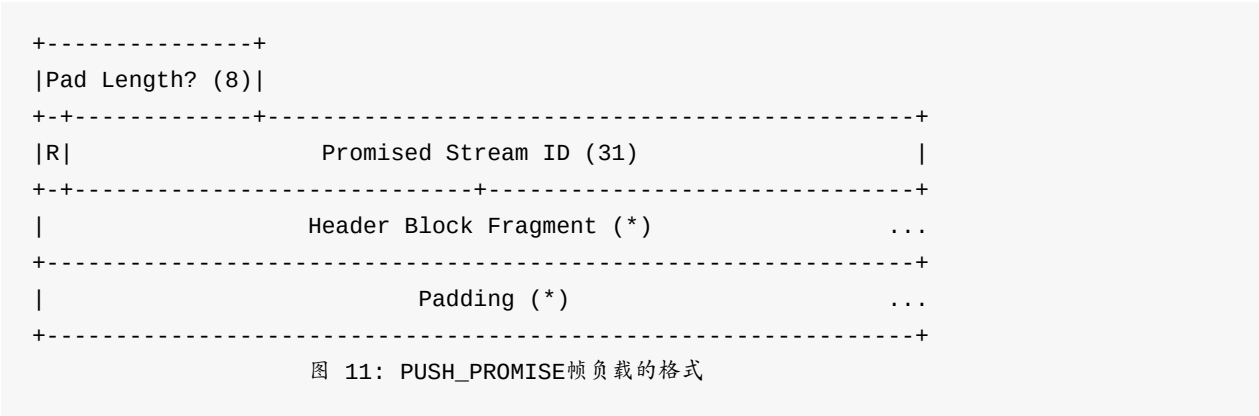 +---------------+
|Pad Length? (8)|
+-+-------------+-----------------------------------------------+
|R|                  Promised Stream ID (31)                    |
+-+-----------------------------+-------------------------------+
|                   Header Block Fragment (*)                 ...
+---------------------------------------------------------------+
|                           Padding (*)                       ...
+---------------------------------------------------------------+
图 11: PUSH_PROMISE帧负载的格式